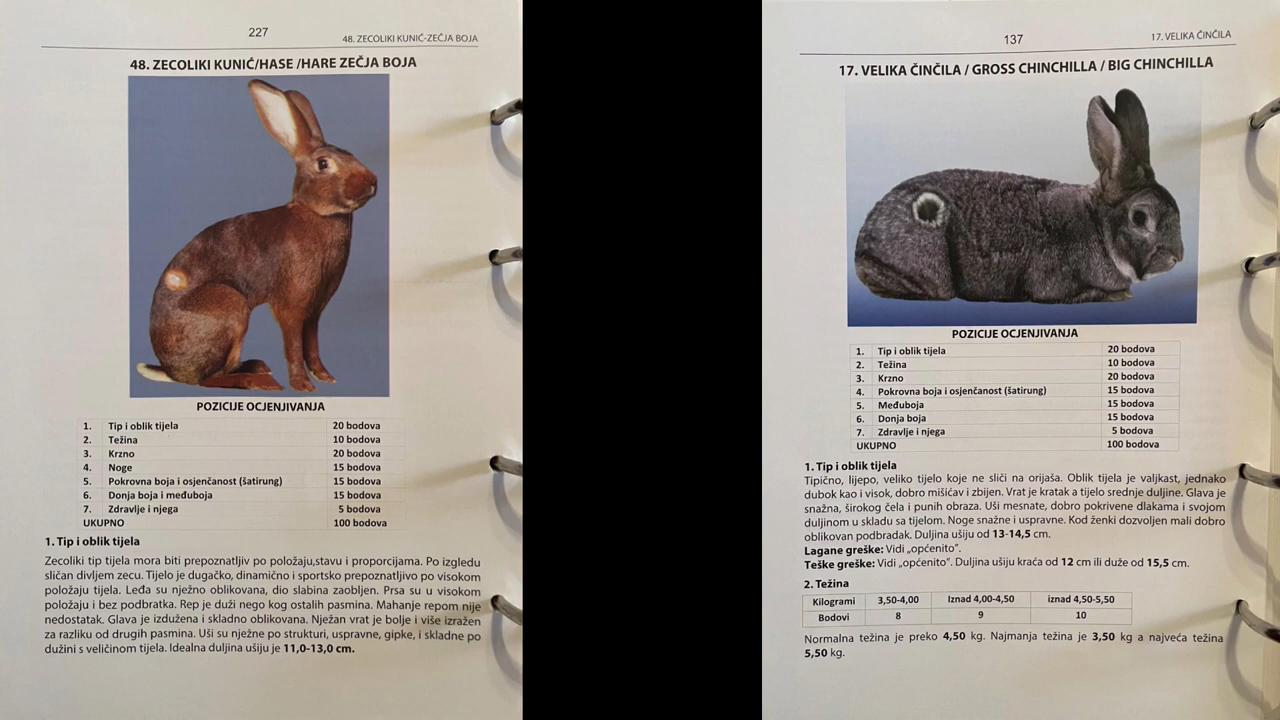 227
48. ZECOLIKI KUNIĆ-ZEČJA BOJA
48. ZECOLIKI KUNIĆ/HASE /HARE ZEČJA BOJA
POZICIJE OCJENJIVANJA
1. Tip i oblik tijela 20 bodova
2. Težina 10 bodova
3. Krzno 20 bodova
4. Noge 15 bodova
5. Pokrovna boja i osjenčanost (šatirung) 15 bodova
6. Donja boja i međuboja 15 bodova
7. Zdravlje i njega 5 bodova
UKUPNO 100 bodova
1. Tip i oblik tijela
Zecoliki tip tijela mora biti prepoznatljiv po položaju,stavu i proporcijama. Po izgledu
sličan divljem zecu. Tijelo je dugačko, dinamično i sportsko prepoznatljivo po visokom
položaju tijela. Leđa su nježno oblikovana, dio slabina zaobljen. Prsa su u visokom
položaju i bez podbratka. Rep je duži nego kog ostalih pasmina. Mahanje repom nije
nedostatak. Glava je izdužena i skladno oblikovana. Nježan vrat je bolje i više izražen
za razliku od drugih pasmina. Uši su nježne po strukturi, uspravne, gipke, i skladne po
dužini s veličinom tijela. Idealna duljina ušiju je 11,0-13,0 cm.
137
17. VELIKA ČINČILA
17. VELIKA ČINČILA / GROSS CHINCHILLA / BIG CHINCHILLA
POZICIJE OCJENJIVANJA
1. Tip i oblik tijela 20 bodova
2. Težina 10 bodova
3. Krzno 20 bodova
4. Pokrovna boja i osjenčanost (šatirung) 15 bodova
5. Međuboja 15 bodova
6. Donja boja 15 bodova
7. Zdravlje i njega 5 bodova
UKUPNO 100 bodova
1. Tip i oblik tijela
Tipično, lijepo, veliko tijelo koje ne sliči na orijaša. Oblik tijela je valjkast, jednako
dubok kao i visok, dobro mišićav i zbijen. Vrat je kratak a tijelo srednje duljine. Glava je
snažna, širokog čela i punih obraza. Uši mesnate, dobro pokrivene dlakama i svojom
duljinom u skladu sa tijelom. Noge snažne i uspravne. Kod ženki dozvoljen mali dobro
oblikovan podbradak. Duljina ušiju od 13-14,5 cm.
Lagane greške: Vidi „općenito".
Teške greške: Vidi „općenito". Duljina ušiju kraća od 12 cm ili duže od 15,5 cm.
2. Težina
Kilogrami 3,50-4,00 Iznad 4,00-4,50 iznad 4,50-5,50
Bodovi 8 9 10
Normalna težina je preko 4,50 kg. Najmanja težina je 3,50 kg a najveća težina
5,50 kg.